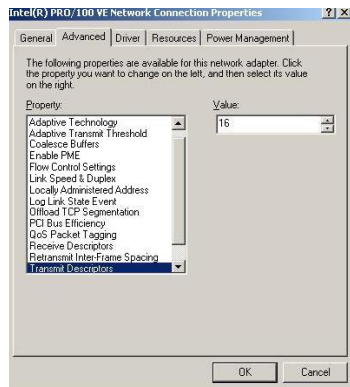 Intel(R) PRO/100 VE Network Connection Properties
General Advanced Driver Resources Power Management
The following properties are available for this network adapter. Click
the property you want to change on the left, and then select its value
on the right.
Property:
Value:
Adaptive Technology
16
Adaptive Transmit Threshold
Coalesce Buffers
Enable PME
Flow Control Settings
Link Speed & Duplex
Locally Administered Address
Log Link State Event
Offload TCP Segmentation
PCI Bus Efficiency
QoS Packet Tagging
Receive Descriptors
Retransmit Inter-Frame Spacing
Transmit Descriptors
OK Cancel